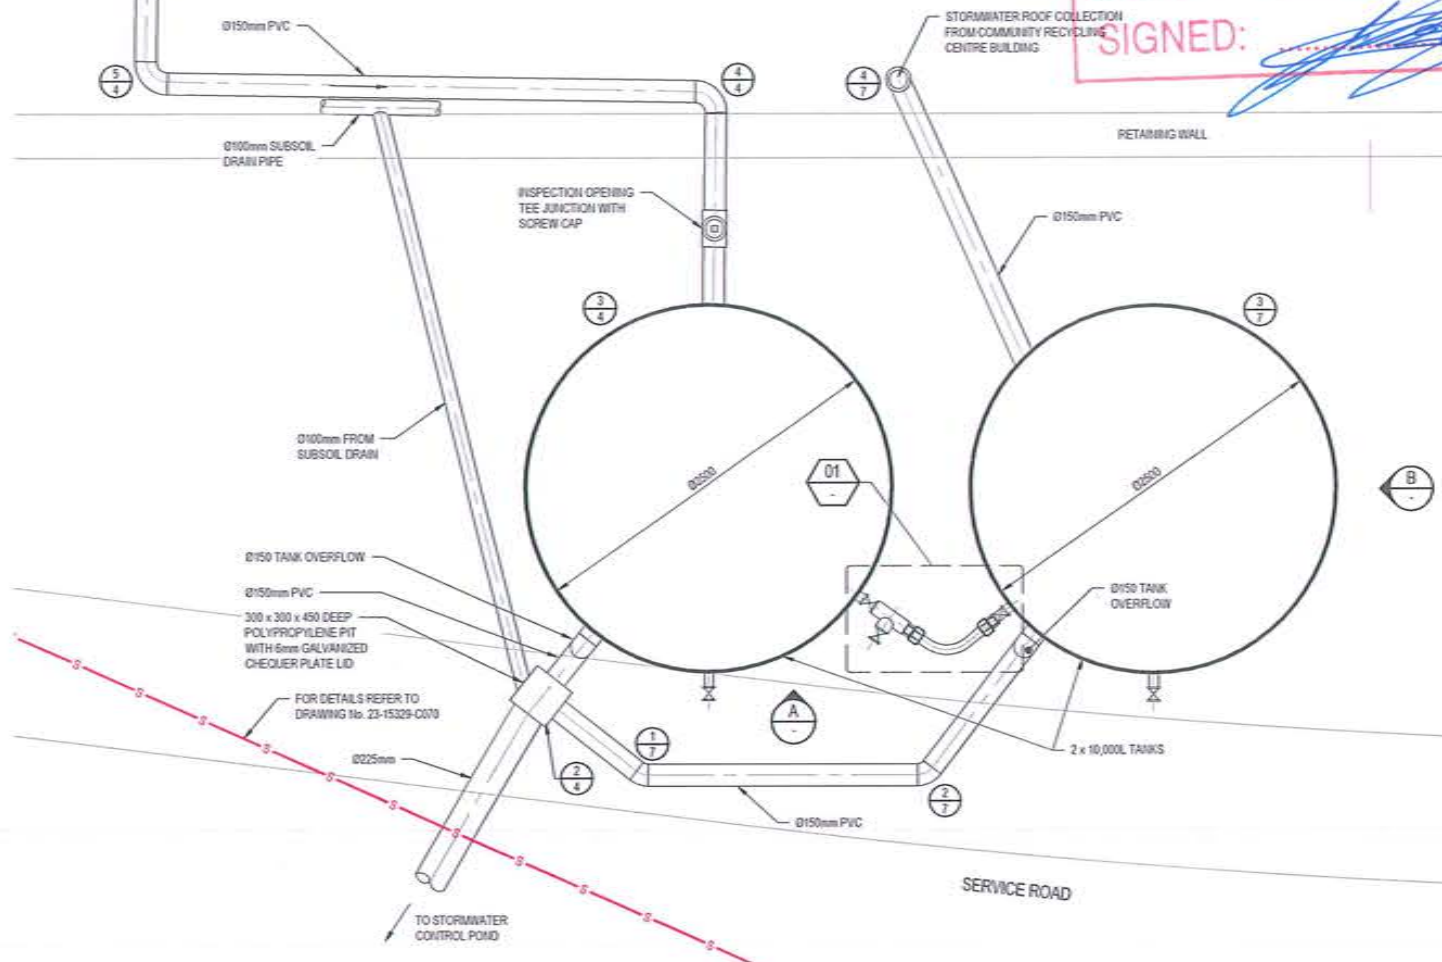 Ø150mm PVC
STORMWATER ROOF COLLECTION
FROM COMMUNITY RECYCLING
CENTRE BUILDING
SIGNED:
5
4
4
4
4
7
Ø100mm SUBSOIL
DRAIN PIPE
RETAINING WALL
INSPECTION OPENING
TEE JUNCTION WITH
SCREW CAP
Ø150mm PVC
3
4
3
7
Ø100mm FROM
SUBSOIL DRAIN
Ø2500
01
-
Ø2500
B
-
Ø150 TANK OVERFLOW
Ø150mm PVC
300 x 300 x 450 DEEP
POLYPROPYLENE PIT
WITH 6mm GALVANIZED
CHEQUER PLATE LID
Ø150 TANK
OVERFLOW
FOR DETAILS REFER TO
DRAWING No. 23-15329-C070
A
-
1
7
2 x 10,000L TANKS
Ø225mm
2
4
2
7
Ø150mm PVC
S
S
S
S
S
S
S
S
S
S
S
SERVICE ROAD
TO STORMWATER
CONTROL POND